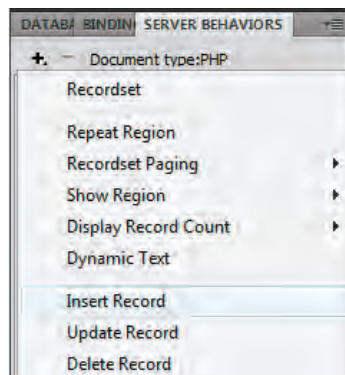 DATABA BINDIN SERVER BEHAVIORS
+. − Document type:PHP
Recordset
Repeat Region
Recordset Paging
Show Region
Display Record Count
Dynamic Text
Insert Record
Update Record
Delete Record